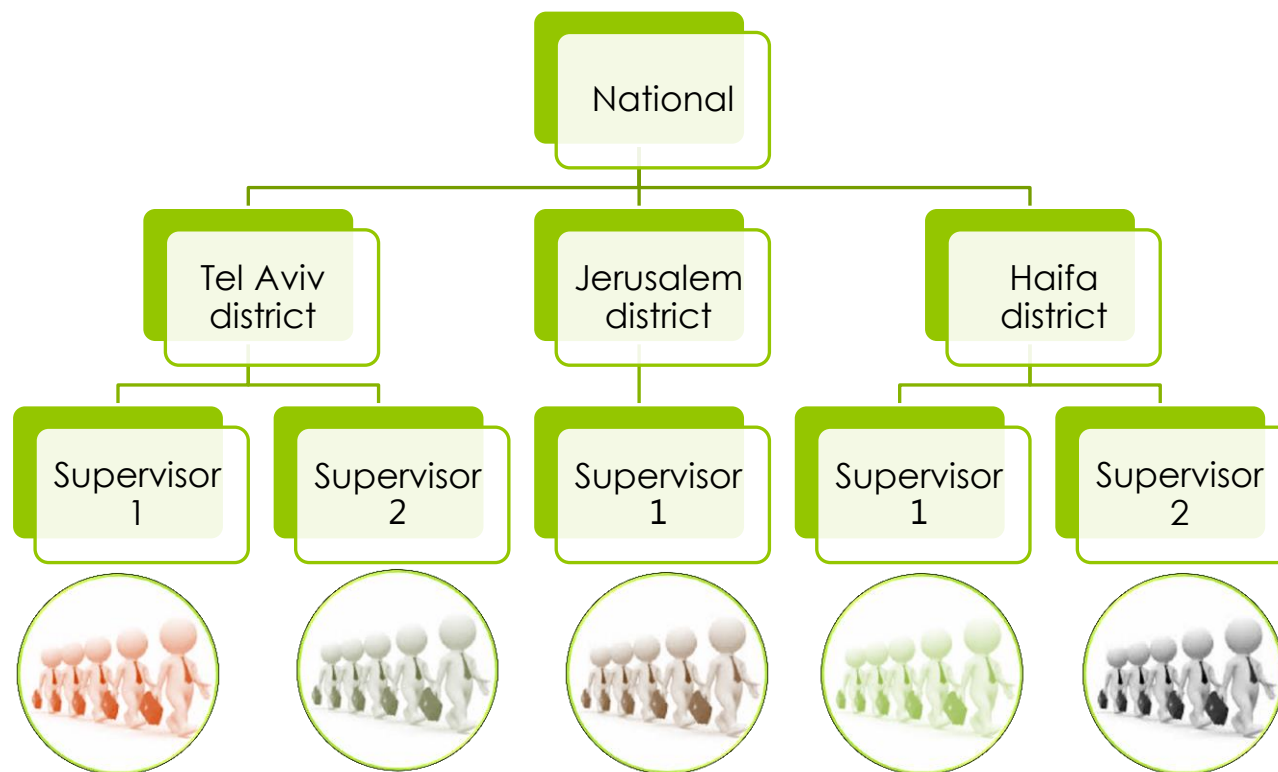 National
Tel Aviv
district
Jerusalem
district
Haifa
district
Supervisor
1
Supervisor
2
Supervisor
1
Supervisor
1
Supervisor
2